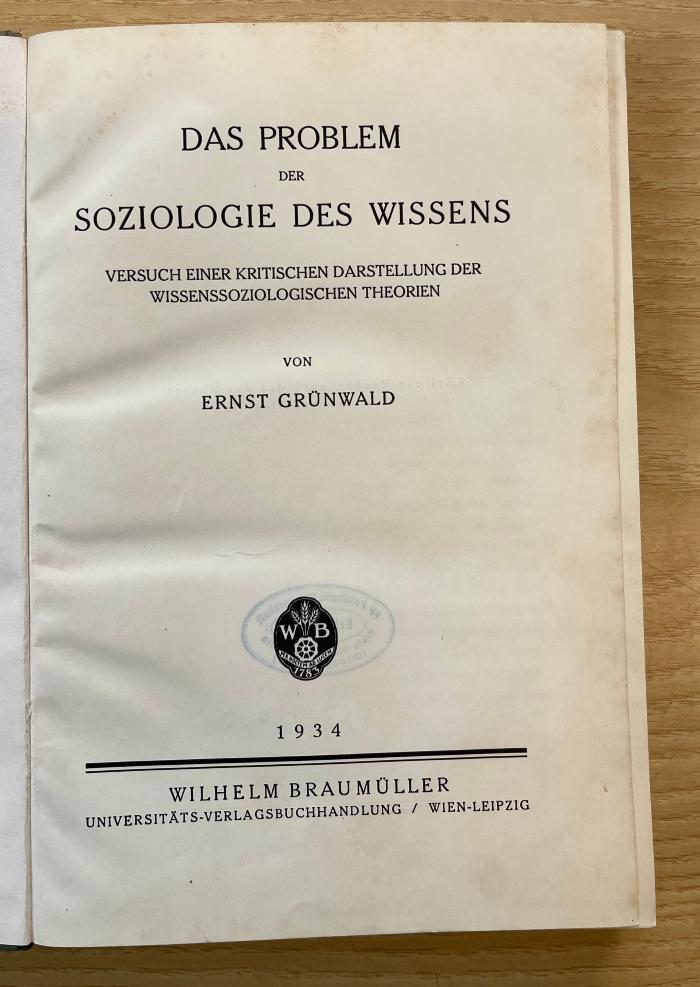 DAS PROBLEM
DER
SOZIOLOGIE DES WISSENS
VERSUCH EINER KRITISCHEN DARSTELLUNG DER
WISSENSSOZIOLOGISCHEN THEORIEN
VON
ERNST GRÜNWALD
W B
1783
1934
WILHELM BRAUMÜLLER
UNIVERSITÄTS-VERLAGSBUCHHANDLUNG / WIEN-LEIPZIG